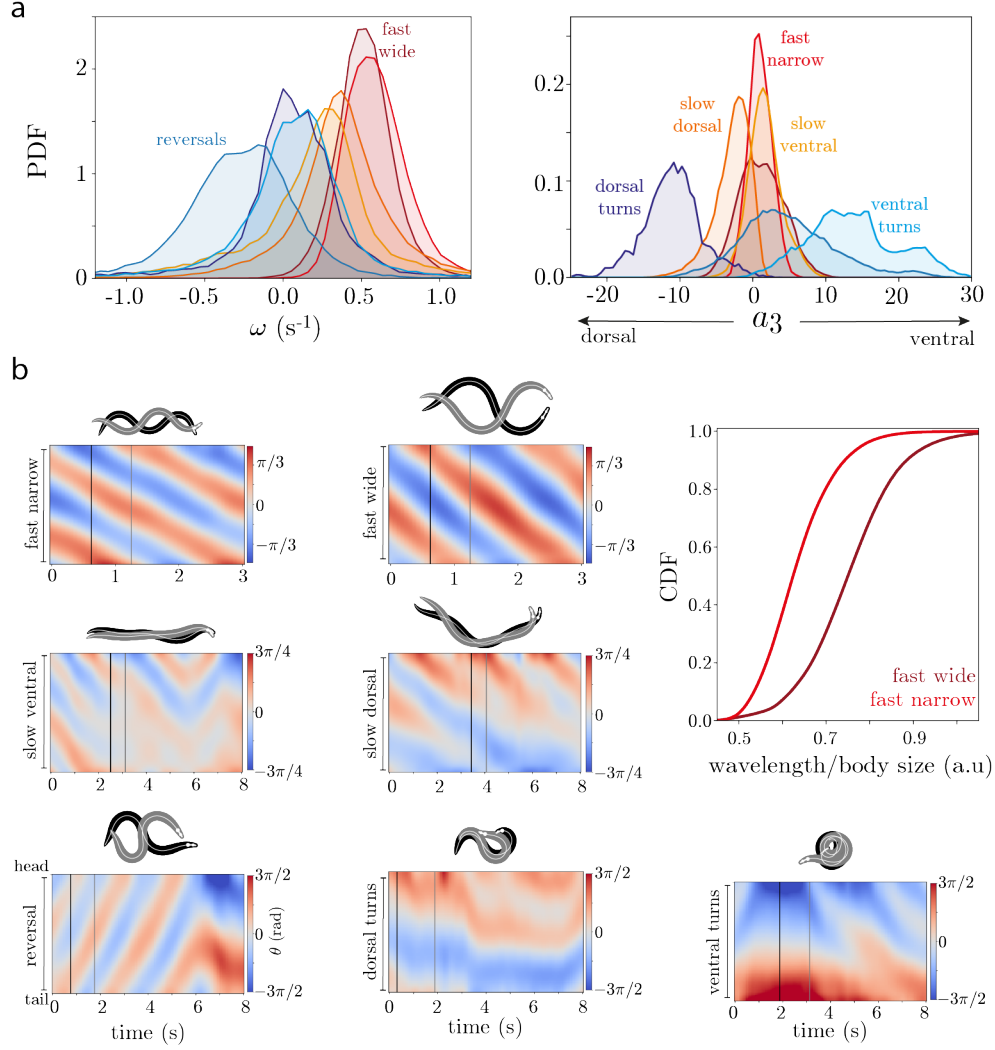 a
PDF
2
1
0
fast
wide
reversals
-1.0
-0.5
0.0
0.5
1.0
ω (s-1)
0.2
0.1
0.0
fast
narrow
slow
dorsal
slow
ventral
dorsal
turns
ventral
turns
-20
-10
0
10
20
30
a3
dorsal
ventral
b
fast narrow
π/3
0
−π/3
0
1
2
3
fast wide
π/3
0
−π/3
0
1
2
3
CDF
1.0
0.8
0.6
0.4
0.2
0.0
fast wide
fast narrow
0.5
0.7
0.9
wavelength/body size (a.u)
slow ventral
3π/4
0
−3π/4
0
2
4
6
8
slow dorsal
3π/4
0
−3π/4
0
2
4
6
8
head
reversal
tail
3π/2
0
−3π/2
θ (rad)
0
2
4
6
8
time (s)
dorsal turns
3π/2
0
−3π/2
0
2
4
6
8
time (s)
ventral turns
3π/2
0
−3π/2
0
2
4
6
8
time (s)